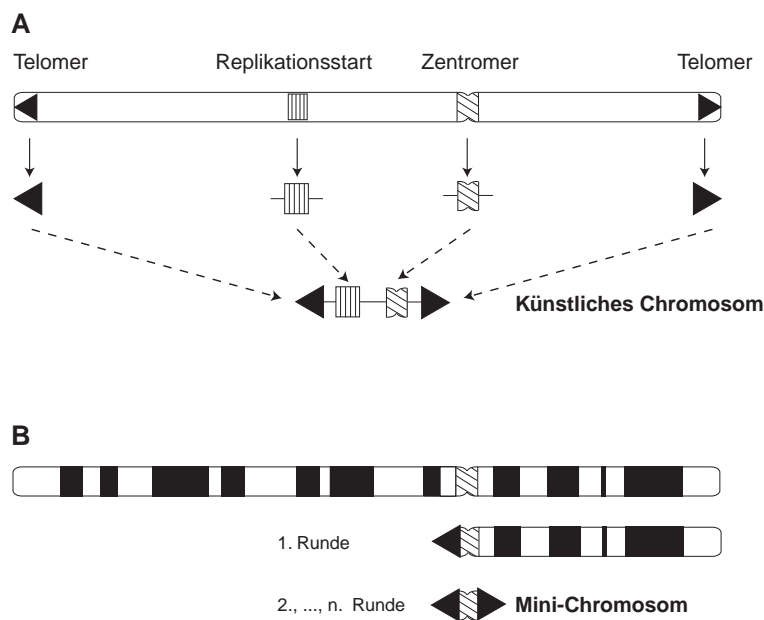 A
Telomer Replikationsstart Zentromer Telomer
Künstliches Chromosom
B
1. Runde
2., ..., n. Runde Mini-Chromosom